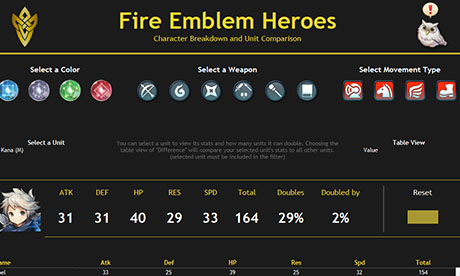 Fire Emblem Heroes
Character Breakdown and Unit Comparison
Select a Color Select a Weapon Select Movement Type
Select a Unit You can select a unit to view its stats and how many units it can double. Choosing the Table View
Kana (M) table view of "Difference" will compare your selected unit's stats to all other units. Value
(selected unit must be included in the filter)
ATK DEF HP RES SPD Total Doubles Doubled by Reset
31 31 40 29 33 164 29% 2%
Name Atk Def HP Res Spd Total
33 25 39 25 32 154